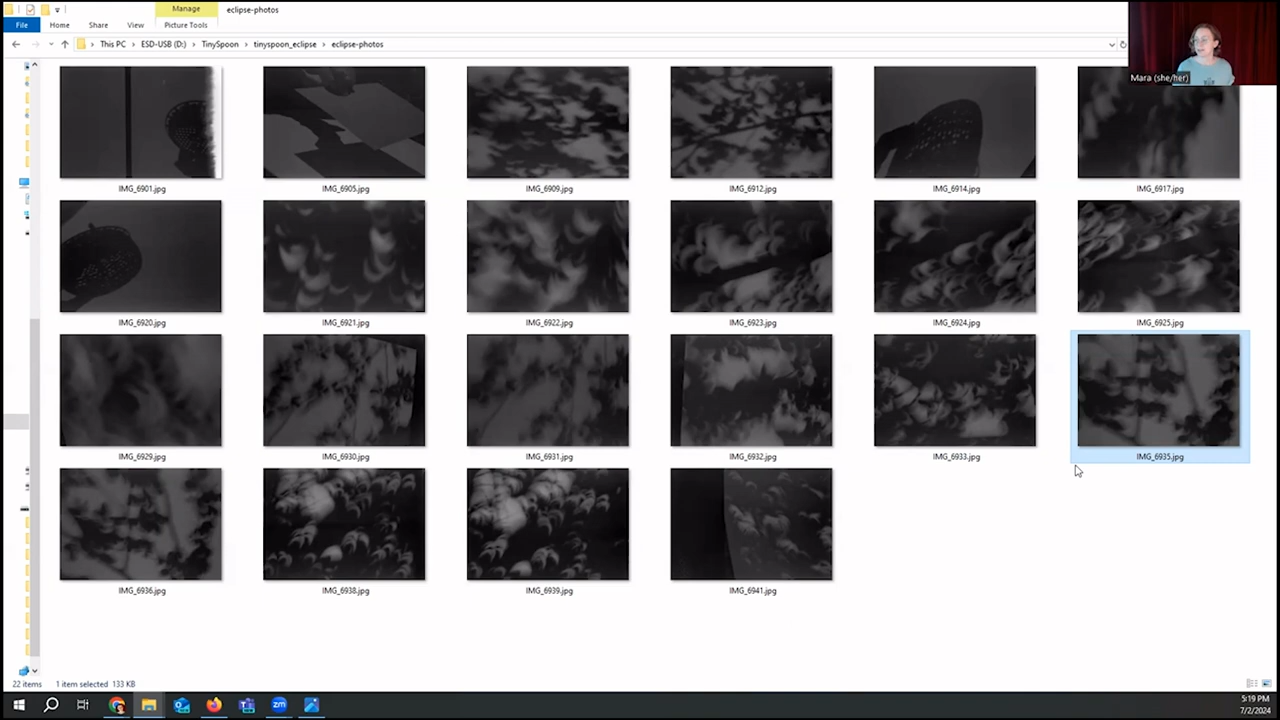 Manage
eclipse-photos
File
Home
Share
View
Picture Tools
This PC > ESD-USB (D:) > TinySpoon > tinyspoon_eclipse > eclipse-photos
Mara (she/her)
IMG_6901.jpg
IMG_6905.jpg
IMG_6909.jpg
IMG_6912.jpg
IMG_6914.jpg
IMG_6917.jpg
IMG_6920.jpg
IMG_6921.jpg
IMG_6922.jpg
IMG_6923.jpg
IMG_6924.jpg
IMG_6925.jpg
IMG_6929.jpg
IMG_6930.jpg
IMG_6931.jpg
IMG_6932.jpg
IMG_6933.jpg
IMG_6935.jpg
IMG_6936.jpg
IMG_6938.jpg
IMG_6939.jpg
IMG_6941.jpg
22 items
1 item selected 133 KB
zm
5:19 PM
7/2/2024